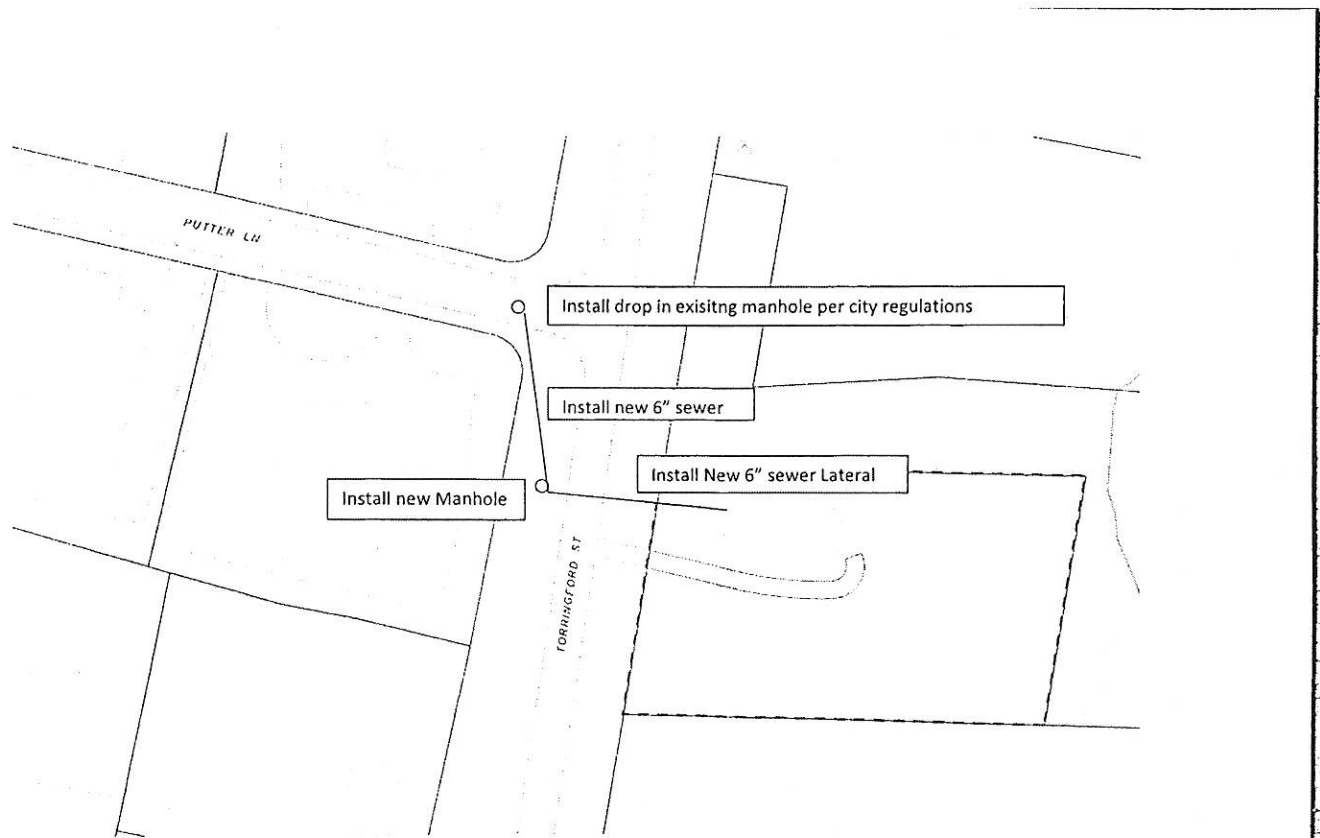 PUTTER LN
Install drop in exisitng manhole per city regulations
Install new 6” sewer
Install New 6” sewer Lateral
Install new Manhole
TORRINGFORD ST